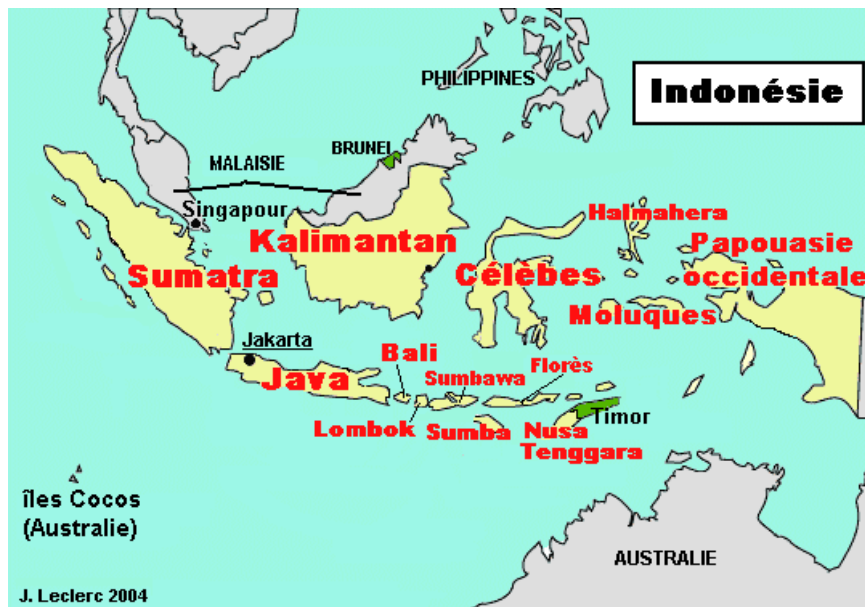 PHILIPPINES
Indonésie
BRUNEI
MALAISIE
Singapour
Halmahera
Kalimantan
Papouasie
occidentale
Sumatra
Célèbes
Moluques
Jakarta
Bali
Florès
Java
Sumbawa
Lombok
Sumba
Nusa
Tenggara
Timor
îles Cocos
(Australie)
AUSTRALIE
J. Leclerc 2004